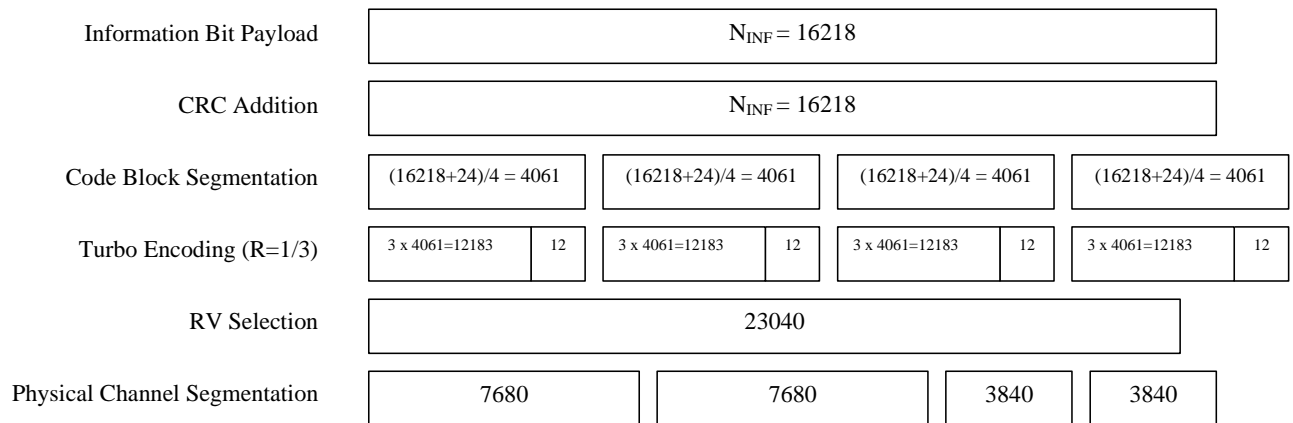 Information Bit Payload
N_INF = 16218
CRC Addition
N_INF = 16218
Code Block Segmentation
(16218+24)/4 = 4061
(16218+24)/4 = 4061
(16218+24)/4 = 4061
(16218+24)/4 = 4061
Turbo Encoding (R=1/3)
3 x 4061=12183
12
3 x 4061=12183
12
3 x 4061=12183
12
3 x 4061=12183
12
RV Selection
23040
Physical Channel Segmentation
7680
7680
3840
3840